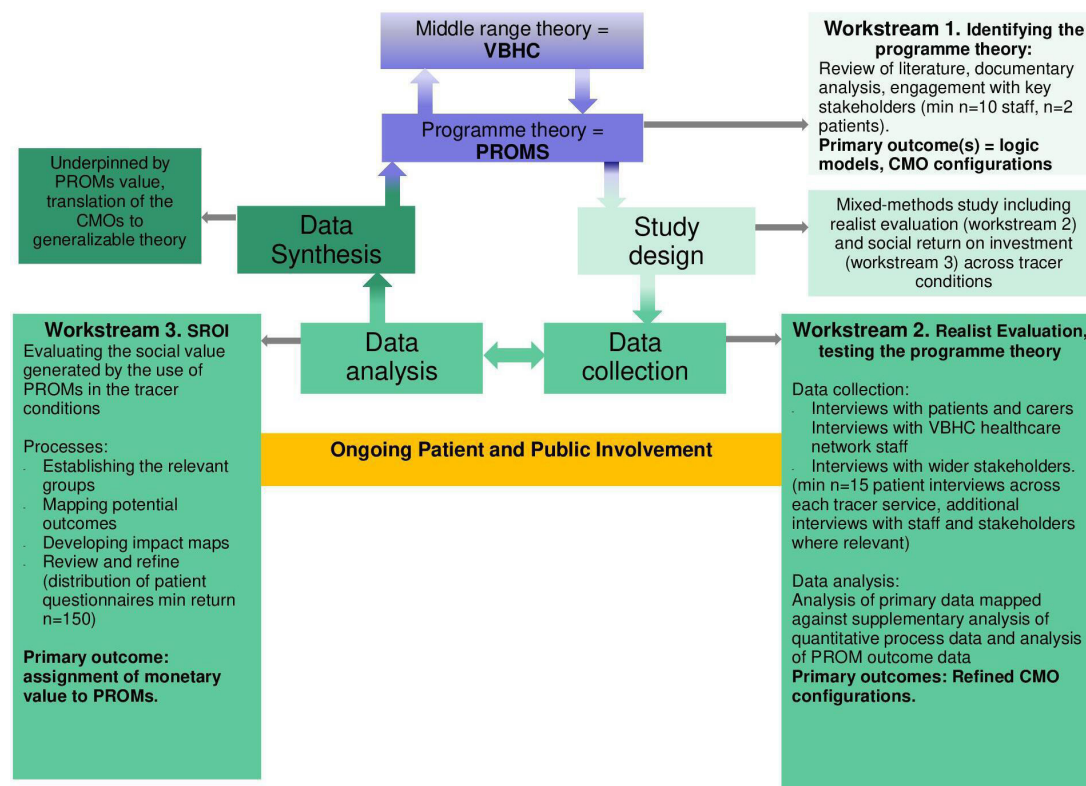 Middle range theory =
VBHC
Programme theory =
PROMS
Workstream 1. Identifying the
programme theory:
Review of literature, documentary
analysis, engagement with key
stakeholders (min n=10 staff, n=2
patients).
Primary outcome(s) = logic
models, CMO configurations
Underpinned by
PROMs value,
translation of the
CMOs to
generalizable theory
Data
Synthesis
Study
design
Mixed-methods study including
realist evaluation (workstream 2)
and social return on investment
(workstream 3) across tracer
conditions
Workstream 3. SROI
Evaluating the social value
generated by the use of
PROMs in the tracer
conditions
Processes:
· Establishing the relevant
groups
· Mapping potential
outcomes
· Developing impact maps
· Review and refine
(distribution of patient
questionnaires min return
n=150)
Primary outcome:
assignment of monetary
value to PROMs.
Data
analysis
Data
collection
Ongoing Patient and Public Involvement
Workstream 2. Realist Evaluation,
testing the programme theory
Data collection:
· Interviews with patients and carers
Interviews with VBHC healthcare
network staff
· Interviews with wider stakeholders.
(min n=15 patient interviews across
each tracer service, additional
interviews with staff and stakeholders
where relevant)
Data analysis:
Analysis of primary data mapped
against supplementary analysis of
quantitative process data and analysis
of PROM outcome data
Primary outcomes: Refined CMO
configurations.